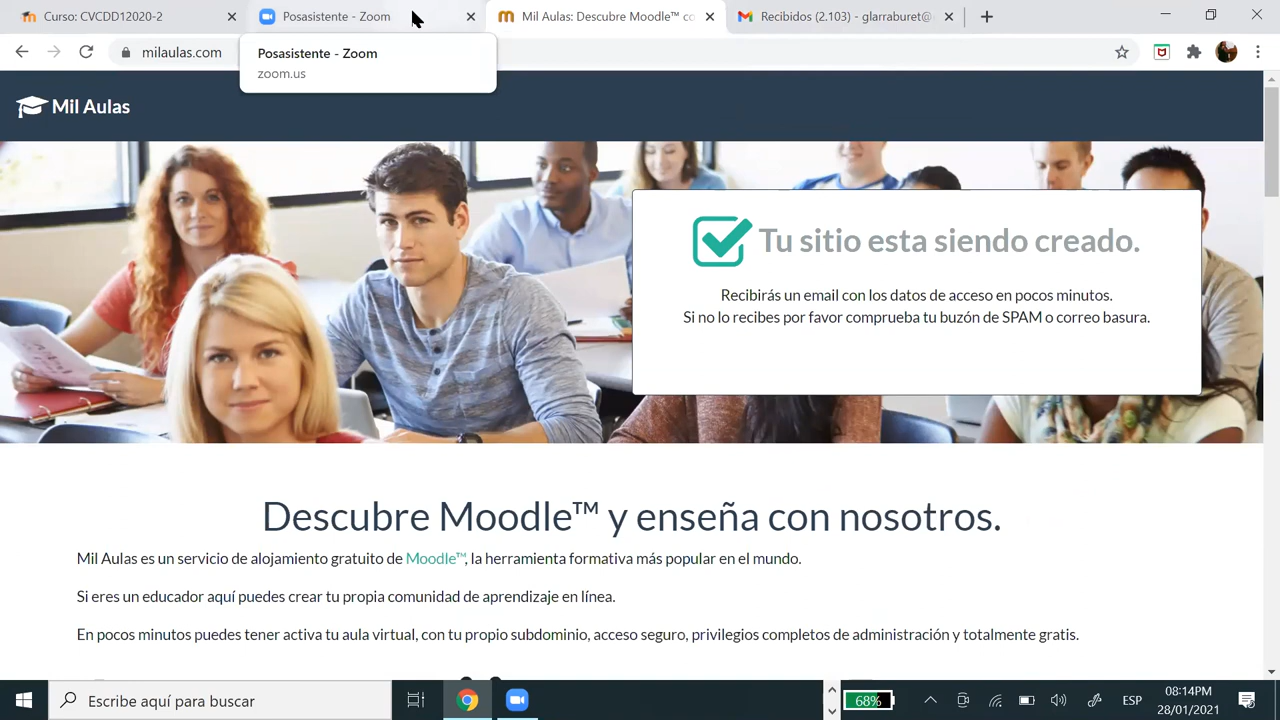 Curso: CVCDD12020-2
Posasistente - Zoom
Mil Aulas: Descubre Moodle™ co
Recibidos (2.103) - glarraburet@
milaulas.com
Posasistente - Zoom
zoom.us
Mil Aulas
Tu sitio esta siendo creado.
Recibirás un email con los datos de acceso en pocos minutos.
Si no lo recibes por favor comprueba tu buzón de SPAM o correo basura.
Descubre Moodle™ y enseña con nosotros.
Mil Aulas es un servicio de alojamiento gratuito de Moodle™, la herramienta formativa más popular en el mundo.
Si eres un educador aquí puedes crear tu propia comunidad de aprendizaje en línea.
En pocos minutos puedes tener activa tu aula virtual, con tu propio subdominio, acceso seguro, privilegios completos de administración y totalmente gratis.
Escribe aquí para buscar
68%
ESP
08:14PM
28/01/2021
3